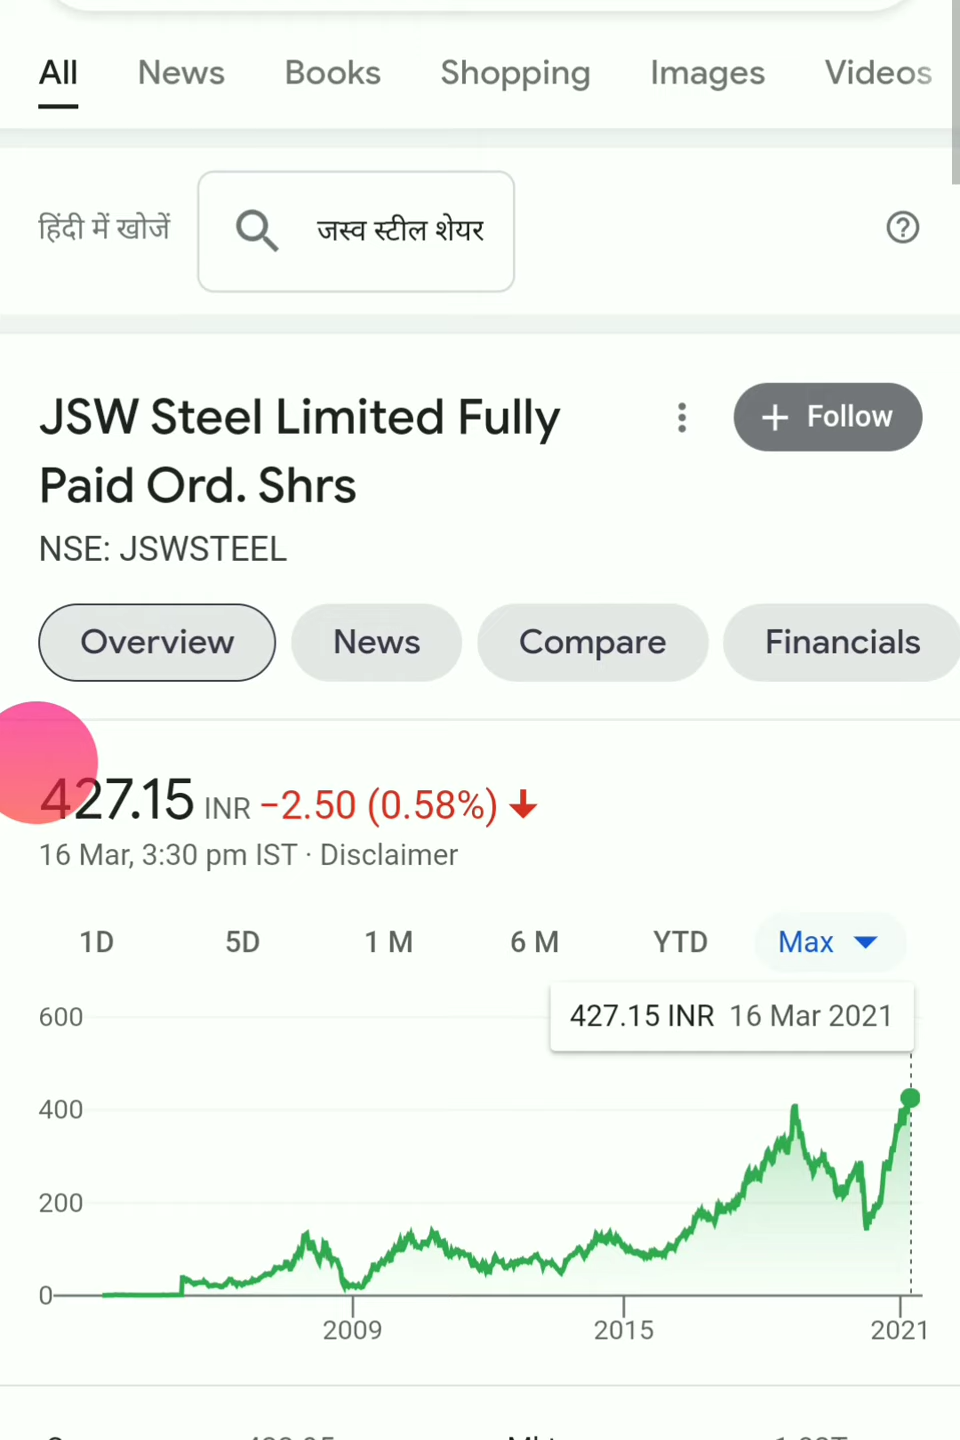 All News Books Shopping Images Videos
हिंदी में खोजें जस्व स्टील शेयर
JSW Steel Limited Fully
Paid Ord. Shrs
Follow
NSE: JSWSTEEL
Overview News Compare Financials
427.15 INR −2.50 (0.58%)
16 Mar, 3:30 pm IST · Disclaimer
1D 5D 1 M 6 M YTD Max
427.15 INR 16 Mar 2021
600
400
200
0
2009 2015 2021